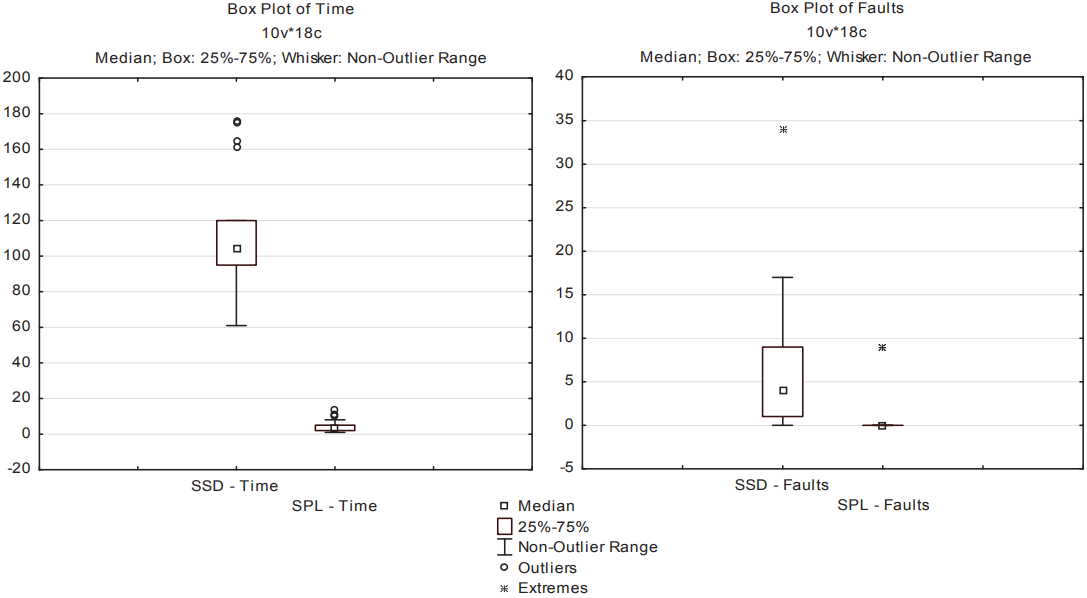 Box Plot of Time
10v*18c
Median; Box: 25%-75%; Whisker: Non-Outlier Range
200
180
160
140
120
100
80
60
40
20
0
-20
SSD - Time
SPL - Time
Box Plot of Faults
10v*18c
Median; Box: 25%-75%; Whisker: Non-Outlier Range
40
35
30
25
20
15
10
5
0
-5
SSD - Faults
SPL - Faults
Median
25%-75%
Non-Outlier Range
Outliers
Extremes